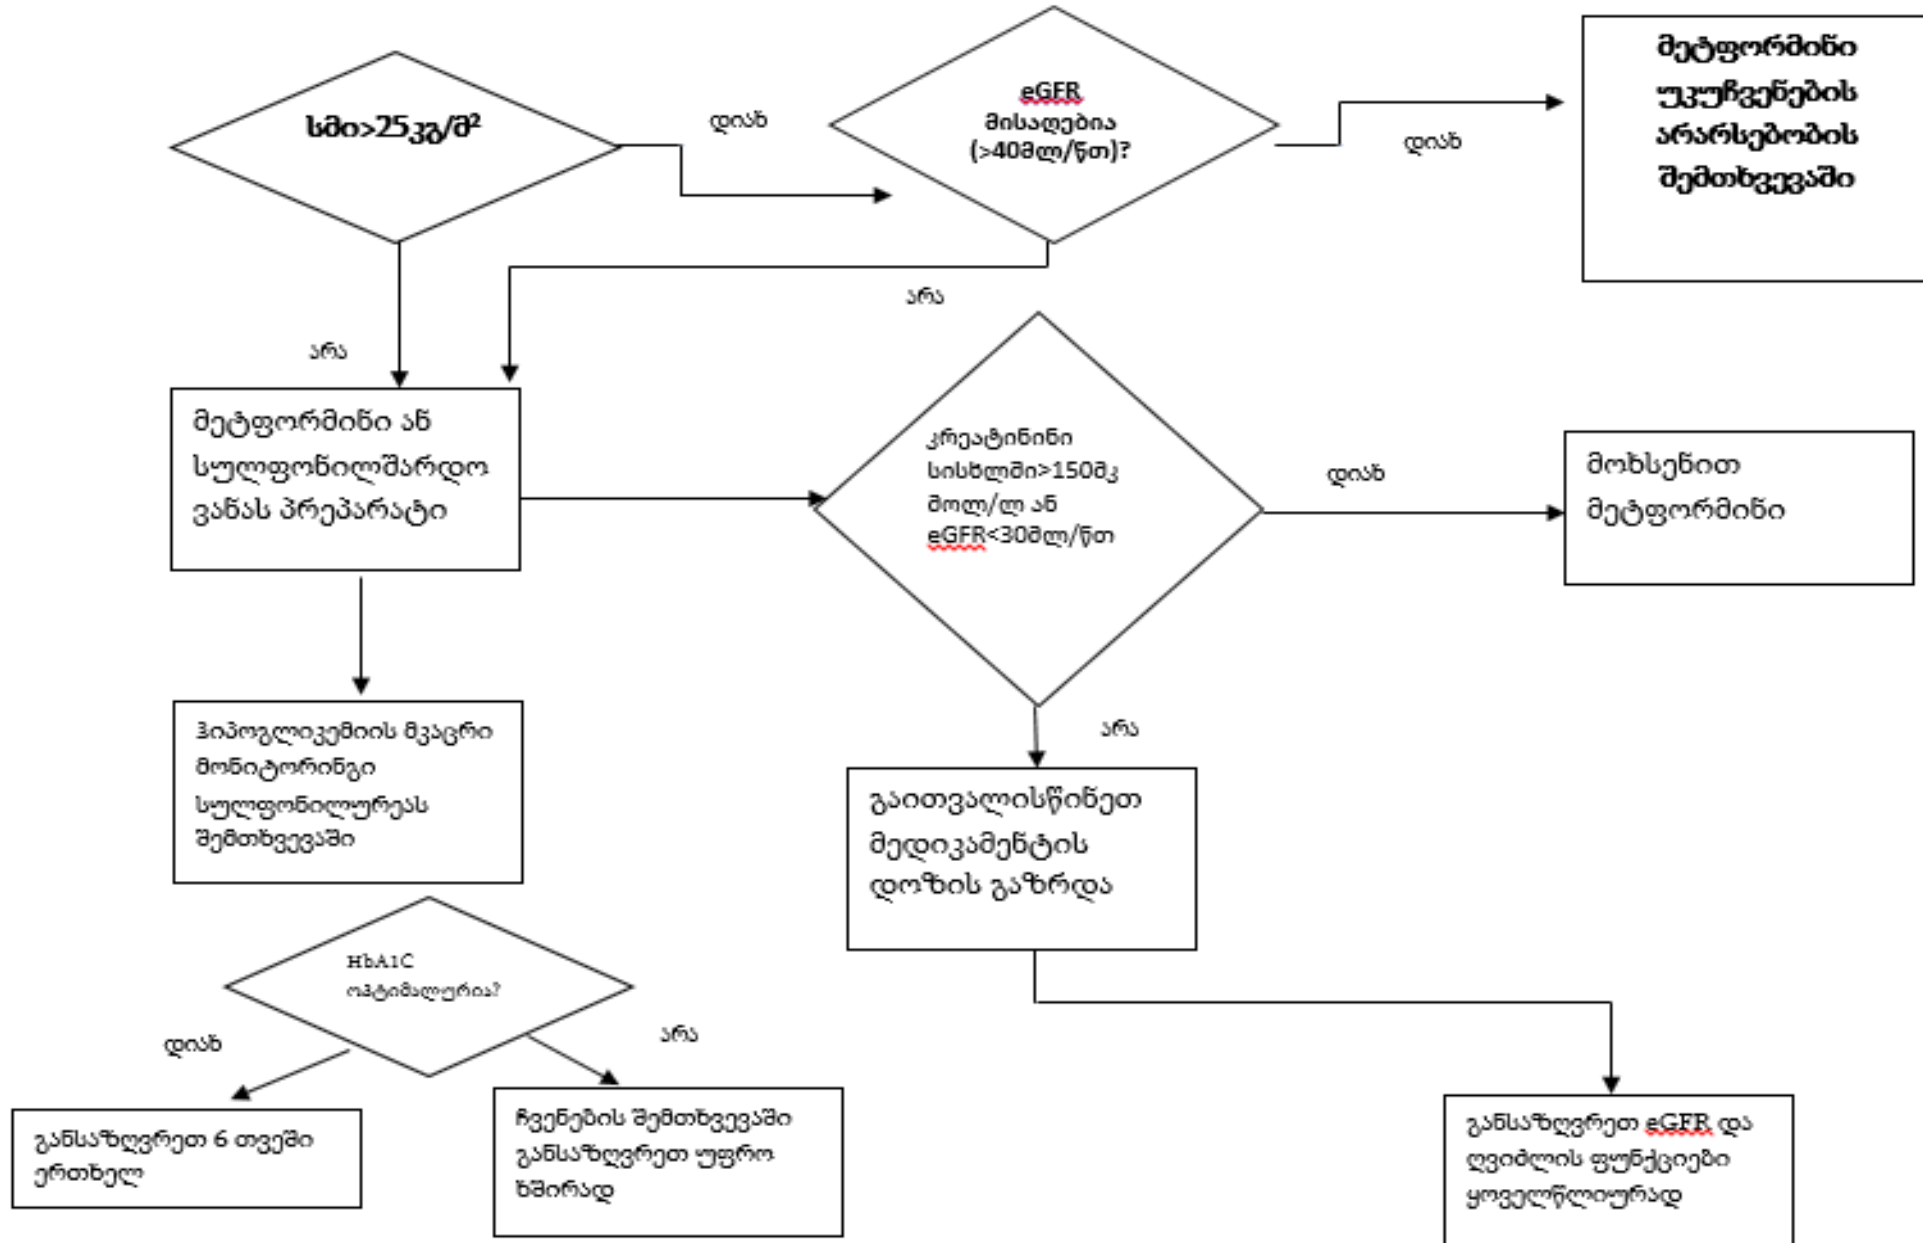 სმი>25კგ/მ²
დიახ
eGFR
მისაღებია
(>40მლ/წთ)?
დიახ
მეტფორმინი
უკუჩვენების
არარსებობის
შემთხვევაში
არა
არა
მეტფორმინი ან
სულფონილშარდო
ვანას პრეპარატი
კრეატინინი
სისხლში>150მკ
მოლ/ლ ან
eGFR<30მლ/წთ
დიახ
მოხსენით
მეტფორმინი
ჰიპოგლიკემიის მკაცრი
მონიტორინგი
სულფონილურეას
შემთხვევაში
არა
გაითვალისწინეთ
მედიკამენტის
დოზის გაზრდა
HbA1C
ოპტიმალურია?
დიახ
არა
განსაზღვრეთ 6 თვეში
ერთხელ
ჩვენების შემთხვევაში
განსაზღვრეთ უფრო
ხშირად
განსაზღვრეთ eGFR და
ღვიძლის ფუნქციები
ყოველწლიურად